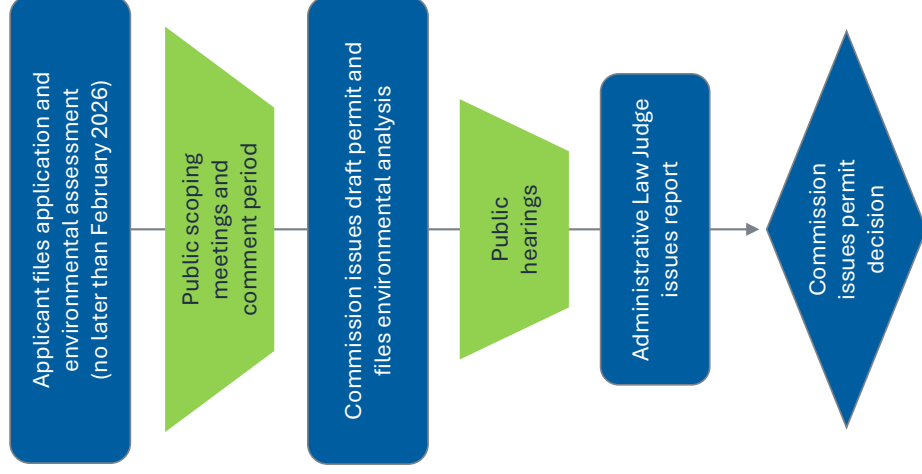 Applicant files application and
environmental assessment
(no later than February 2026)
Public scoping
meetings and
comment period
Commission issues draft permit and
files environmental analysis
Public
hearings
Administrative Law Judge
issues report
Commission
issues permit
decision